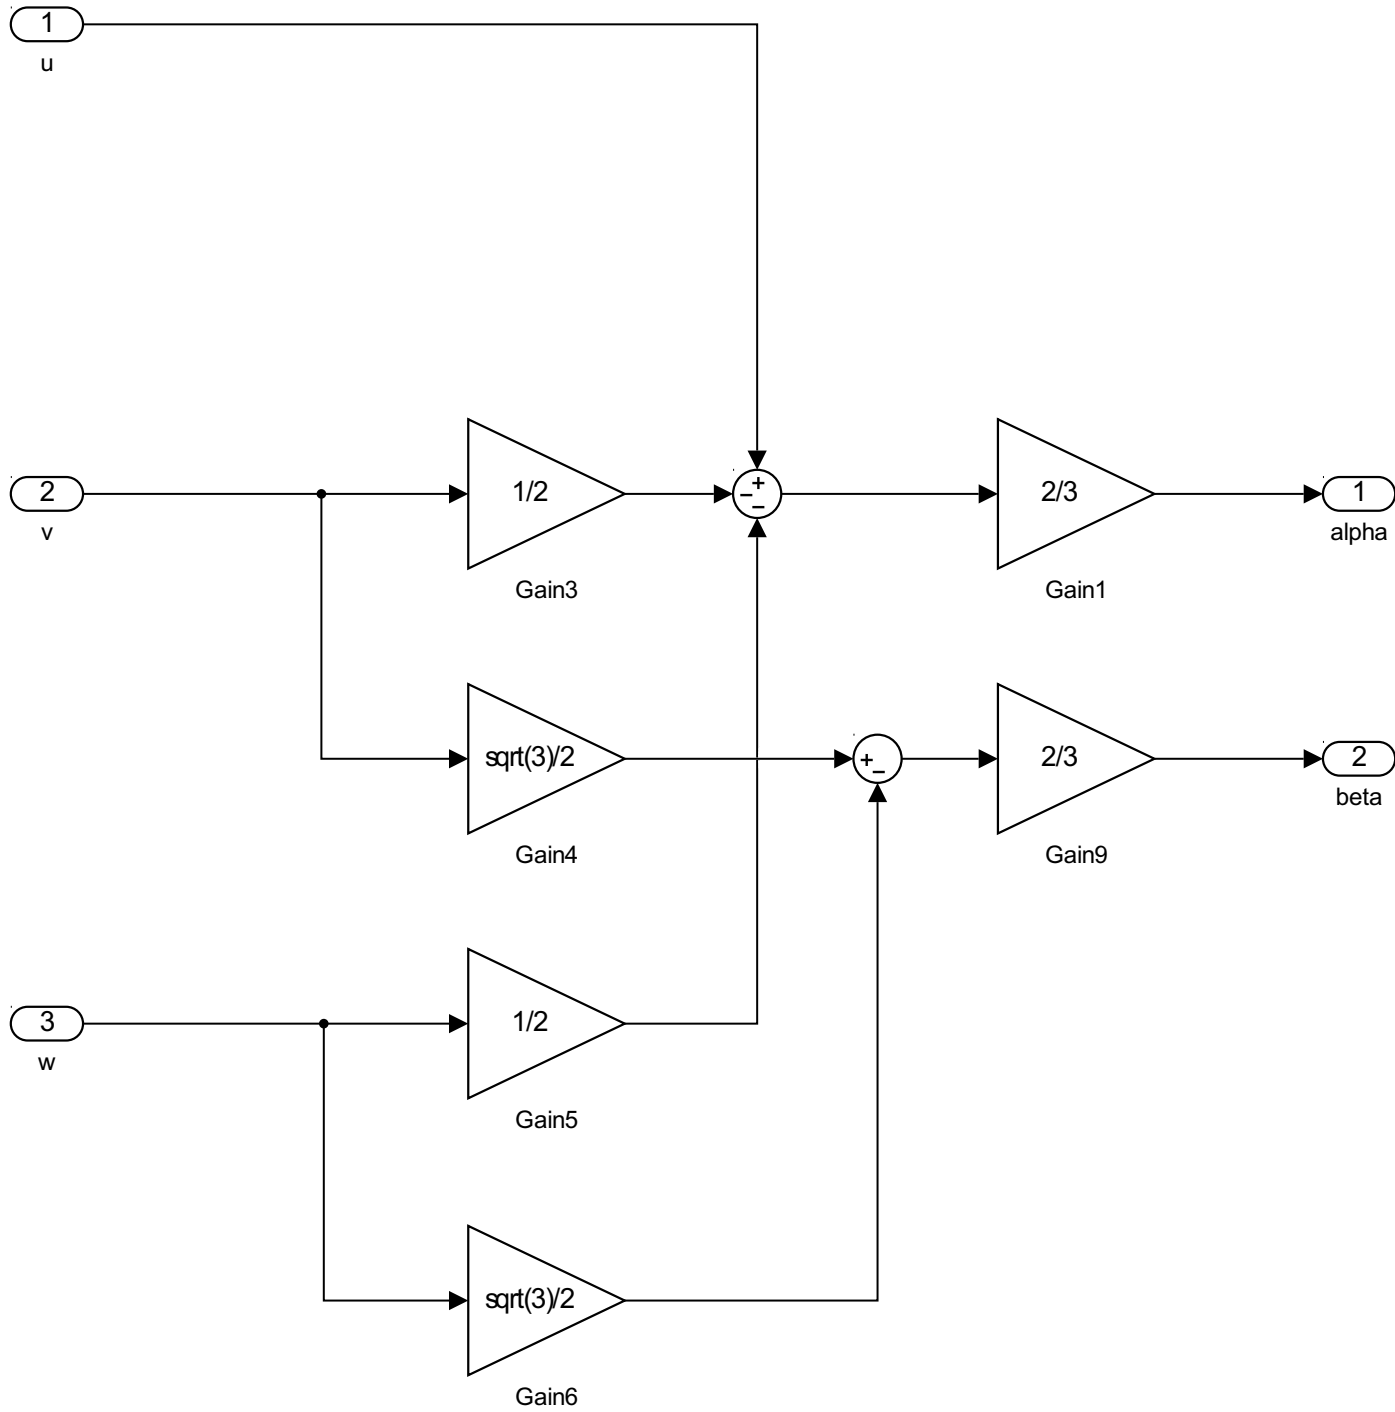 1
u
2
v
1/2
Gain3
+
−
−
2/3
Gain1
1
alpha
sqrt(3)/2
Gain4
+
−
2/3
Gain9
2
beta
3
w
1/2
Gain5
sqrt(3)/2
Gain6